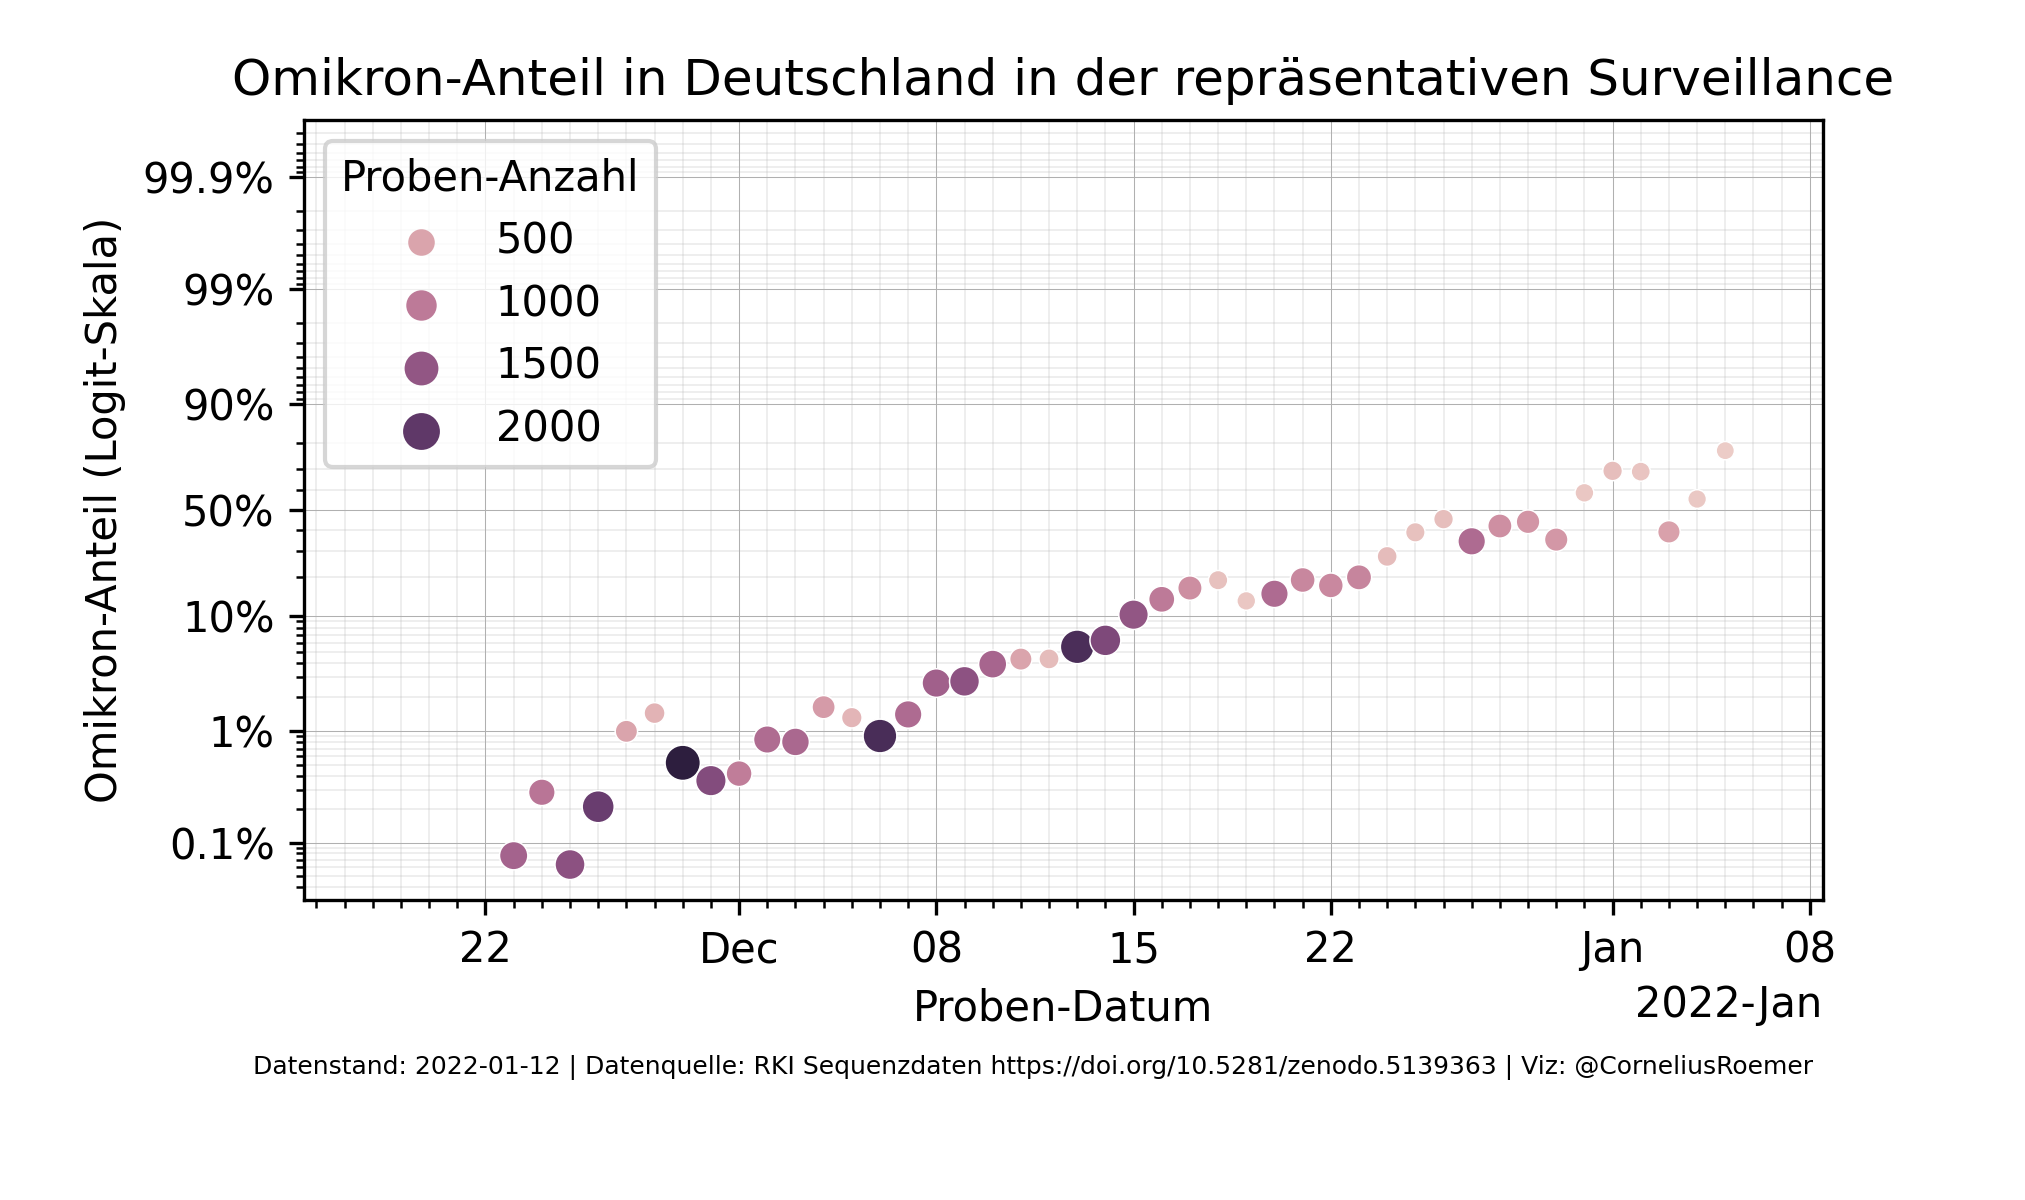 Omikron-Anteil in Deutschland in der repräsentativen Surveillance
Omikron-Anteil (Logit-Skala)
99.9%
99%
90%
50%
10%
1%
0.1%
Proben-Anzahl
500
1000
1500
2000
22 Dec 08 15 22 Jan 08
2022-Jan
Proben-Datum
Datenstand: 2022-01-12 | Datenquelle: RKI Sequenzdaten https://doi.org/10.5281/zenodo.5139363 | Viz: @CorneliusRoemer